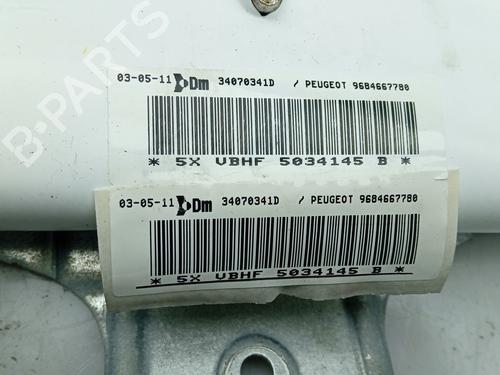 03-05-11 Dm 34070341D / PEUGEOT 9684667780
* 5X VBHF 5034145 B *
03-05-11 Dm 34070341D / PEUGEOT 9684667780
* 5X VBHF 5034145 B *
B-PARTS